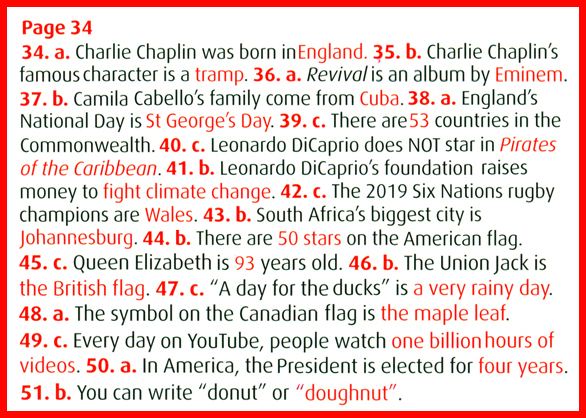 Page 34
34. a. Charlie Chaplin was born in England. 35. b. Charlie Chaplin's
famous character is a tramp. 36. a. Revival is an album by Eminem.
37. b. Camila Cabello's family come from Cuba. 38. a. England's
National Day is St George's Day. 39. c. There are 53 countries in the
Commonwealth. 40. c. Leonardo DiCaprio does NOT star in Pirates
of the Caribbean. 41. b. Leonardo DiCaprio's foundation raises
money to fight climate change. 42. c. The 2019 Six Nations rugby
champions are Wales. 43. b. South Africa's biggest city is
Johannesburg. 44. b. There are 50 stars on the American flag.
45. c. Queen Elizabeth is 93 years old. 46. b. The Union Jack is
the British flag. 47. c. "A day for the ducks" is a very rainy day.
48. a. The symbol on the Canadian flag is the maple leaf.
49. c. Every day on YouTube, people watch one billion hours of
videos. 50. a. In America, the President is elected for four years.
51. b. You can write "donut" or "doughnut".